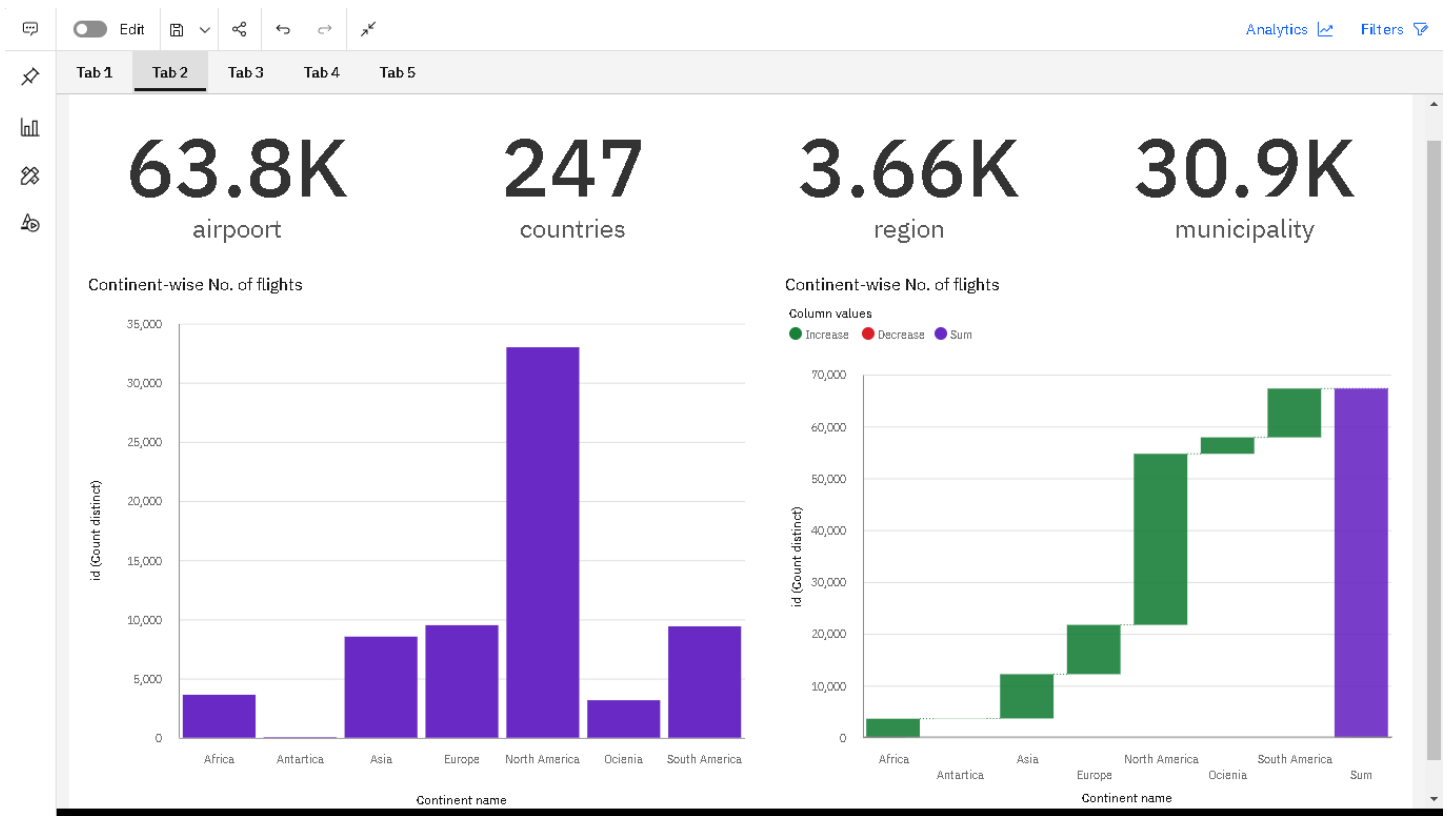 Edit
Analytics
Filters
Tab 1 Tab 2 Tab 3 Tab 4 Tab 5
63.8K 247 3.66K 30.9K
airpoort countries region municipality
Continent-wise No. of flights
35,000
30,000
25,000
20,000
15,000
10,000
5,000
0
id (Count distinct)
Africa Antartica Asia Europe North America Ocienia South America
Continent name
Continent-wise No. of flights
Column values
Increase Decrease Sum
70,000
60,000
50,000
40,000
30,000
20,000
10,000
0
id (Count distinct)
Africa Asia North America South America
Antartica Europe Ocienia Sum
Continent name